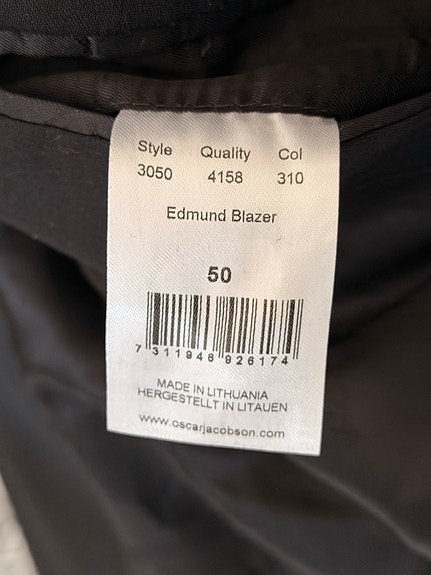 Style Quality Col
3050 4158 310
Edmund Blazer
50
7 311946 926174
MADE IN LITHUANIA
HERGESTELLT IN LITAUEN
www.oscarjacobson.com